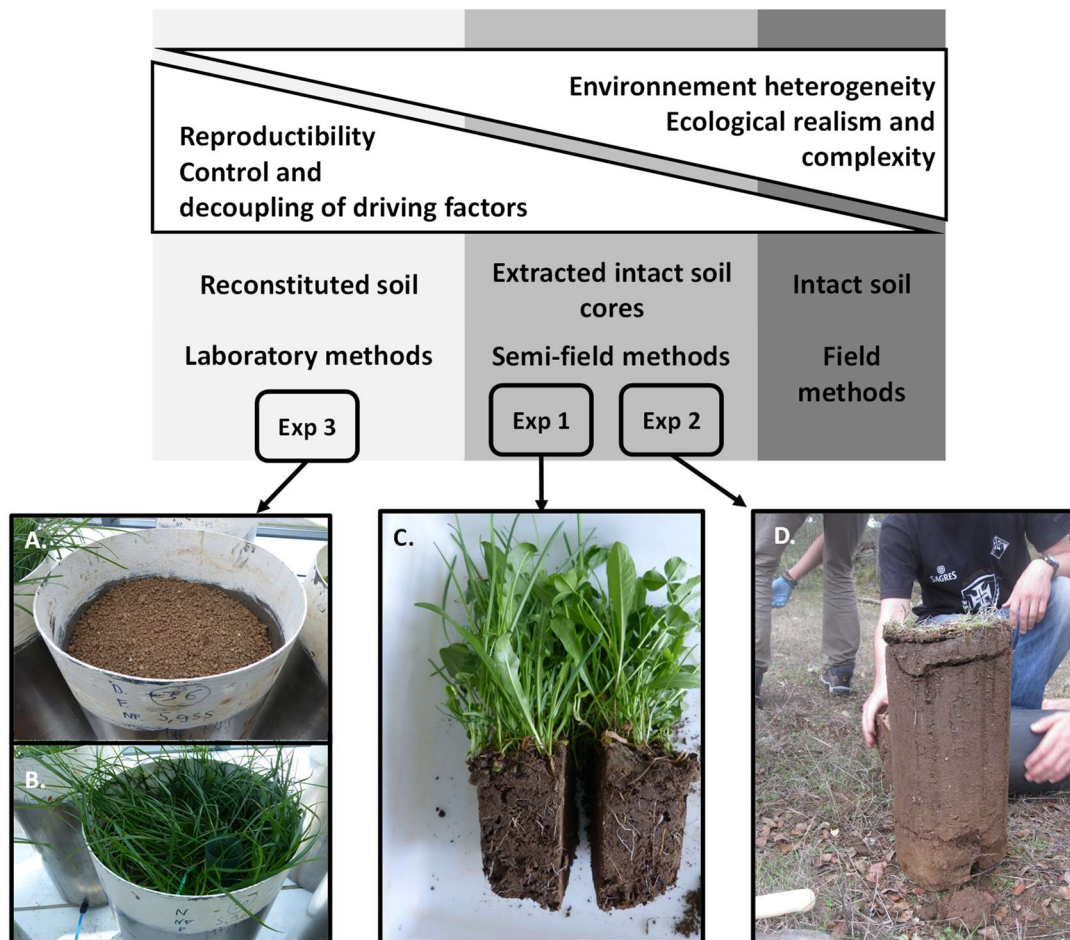 Environnement heterogeneity
Ecological realism and
complexity
Reproductibility
Control and
decoupling of driving factors
Reconstituted soil
Extracted intact soil
cores
Intact soil
Laboratory methods
Semi-field methods
Field
methods
Exp 3
Exp 1
Exp 2
A.
B.
C.
D.
SAGRES